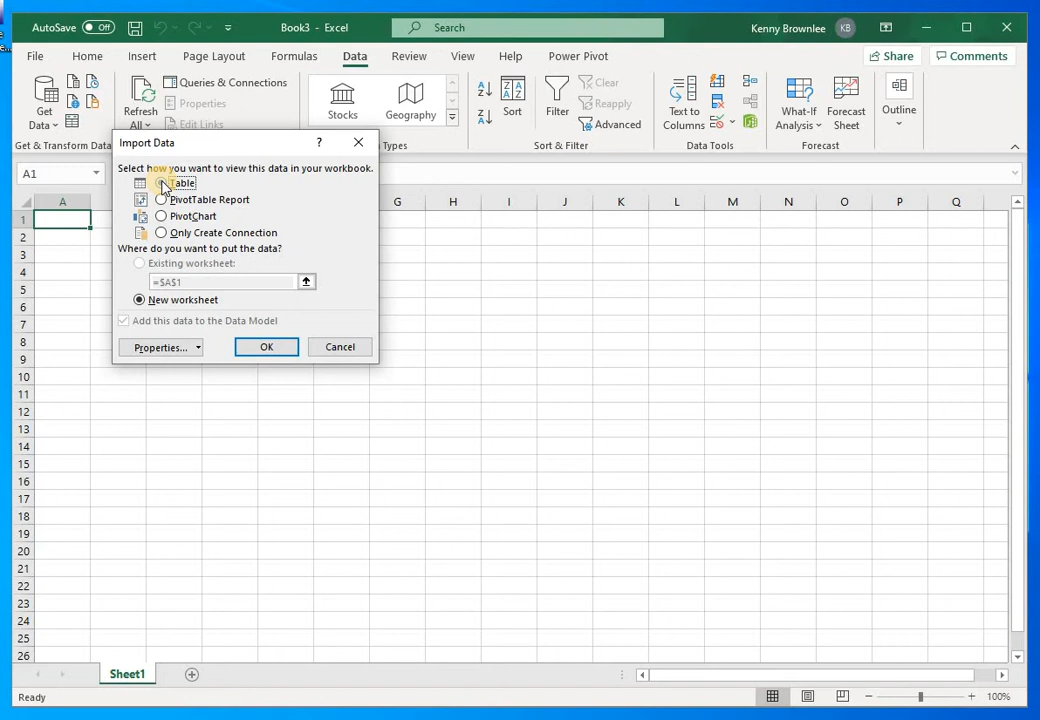 AutoSave Off Book3 - Excel Search Kenny Brownlee KB
File Home Insert Page Layout Formulas Data Review View Help Power Pivot Share Comments
Get Data Refresh All Queries & Connections Properties Edit Links Stocks Geography Sort Filter Clear Reapply Advanced Text to Columns What-If Analysis Forecast Sheet Outline
Get & Transform Data Types Sort & Filter Data Tools Forecast
Import Data ? 
A1
Select how you want to view this data in your workbook.
Table
PivotTable Report
PivotChart
Only Create Connection
Where do you want to put the data?
Existing worksheet:
=$A$1
New worksheet
Add this data to the Data Model
Properties... OK Cancel
A G H I J K L M N O P Q
1
2
3
4
5
6
7
8
9
10
11
12
13
14
15
16
17
18
19
20
21
22
23
24
25
26
Sheet1
Ready 100%